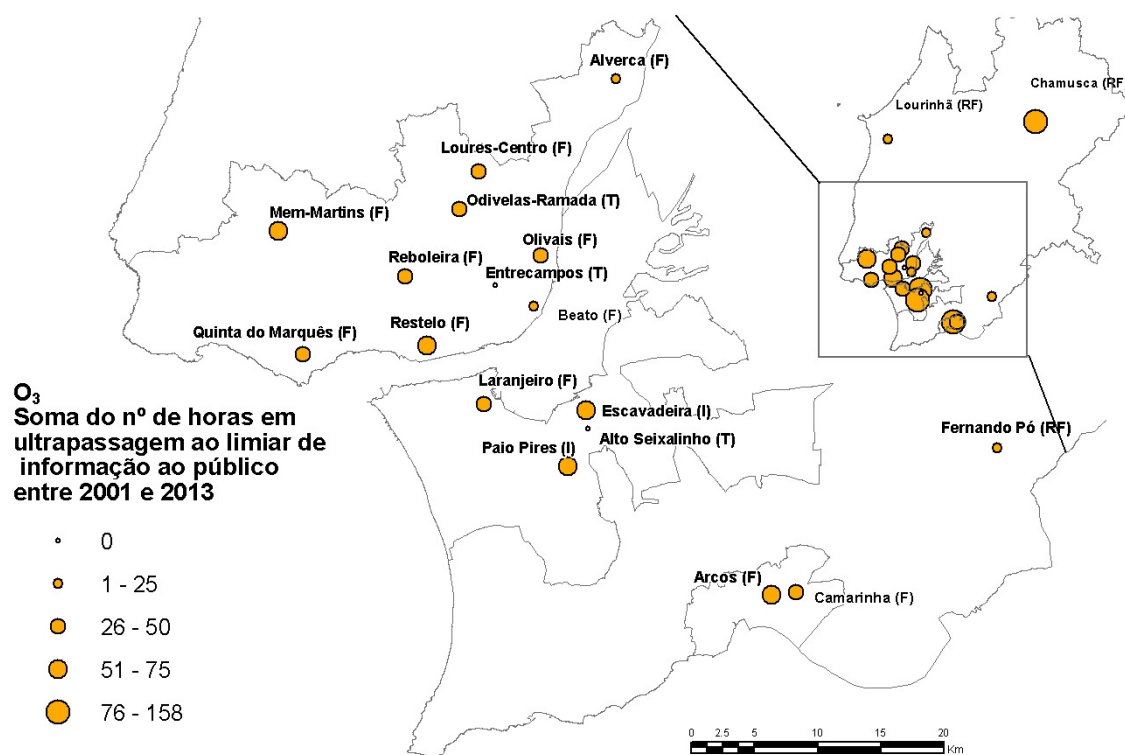 Alverca (F)
Chamusca (RF
Lourinhã (RF)
Loures-Centro (F)
Odivelas-Ramada (T)
Mem-Martins (F)
Olivais (F)
Reboleira (F)
Entrecampos (T)
Beato (F)
Restelo (F)
Quinta do Marquês (F)
Laranjeiro (F)
Escavadeira (I)
Alto Seixalinho (T)
Paio Pires (I)
Fernando Pó (RF)
Arcos (F)
Camarinha (F)
O₃
Soma do nº de horas em
ultrapassagem ao limiar de
informação ao público
entre 2001 e 2013
0
1 - 25
26 - 50
51 - 75
76 - 158
0 2.5 5 10 15 20
Km